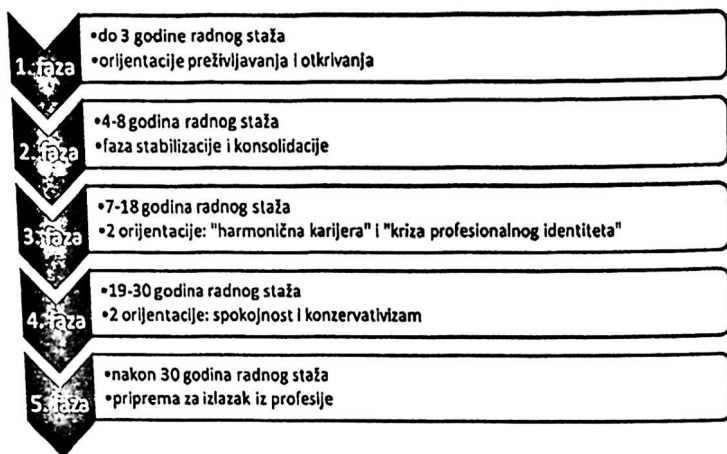 1. faza
•do 3 godine radnog staža
•orijentacije preživljavanja i otkrivanja
2. faza
•4-8 godina radnog staža
•faza stabilizacije i konsolidacije
3. faza
•7-18 godina radnog staža
•2 orijentacije: "harmonična karijera" i "kriza profesionalnog identiteta"
4. faza
•19-30 godina radnog staža
•2 orijentacije: spokojnost i konzervativizam
5. faza
•nakon 30 godina radnog staža
•priprema za izlazak iz profesije